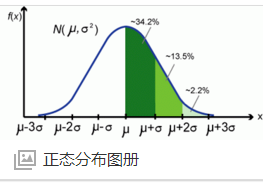 f(x)
N( μ,σ²)
~34.2%
~13.5%
~2.2%
x
μ-3σ μ-2σ μ-σ μ μ+σ μ+2σ μ+3σ
正态分布图册